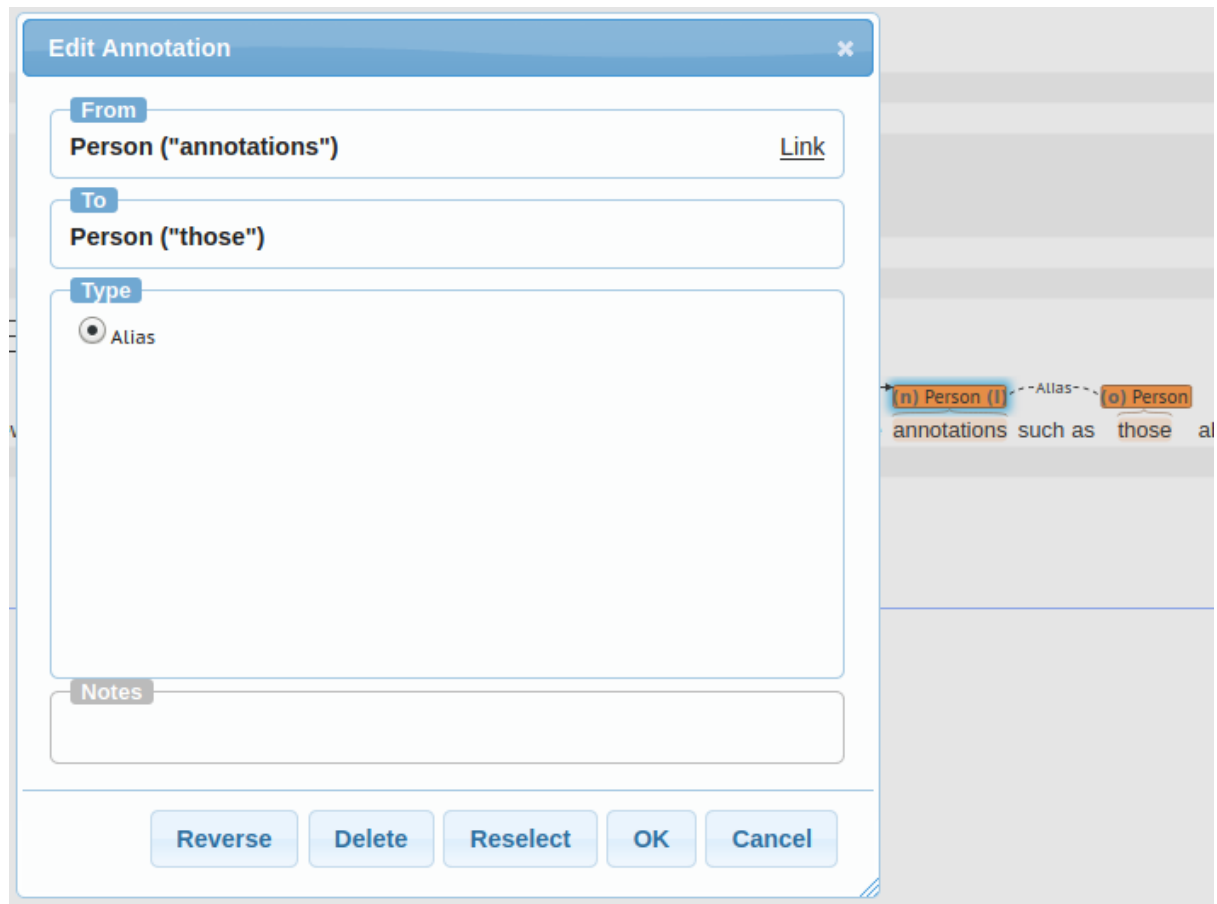 Edit Annotation
From
Person ("annotations") Link
To
Person ("those")
Type
Alias
(n) Person (I) Alias (o) Person
annotations such as those
Notes
Reverse Delete Reselect OK Cancel